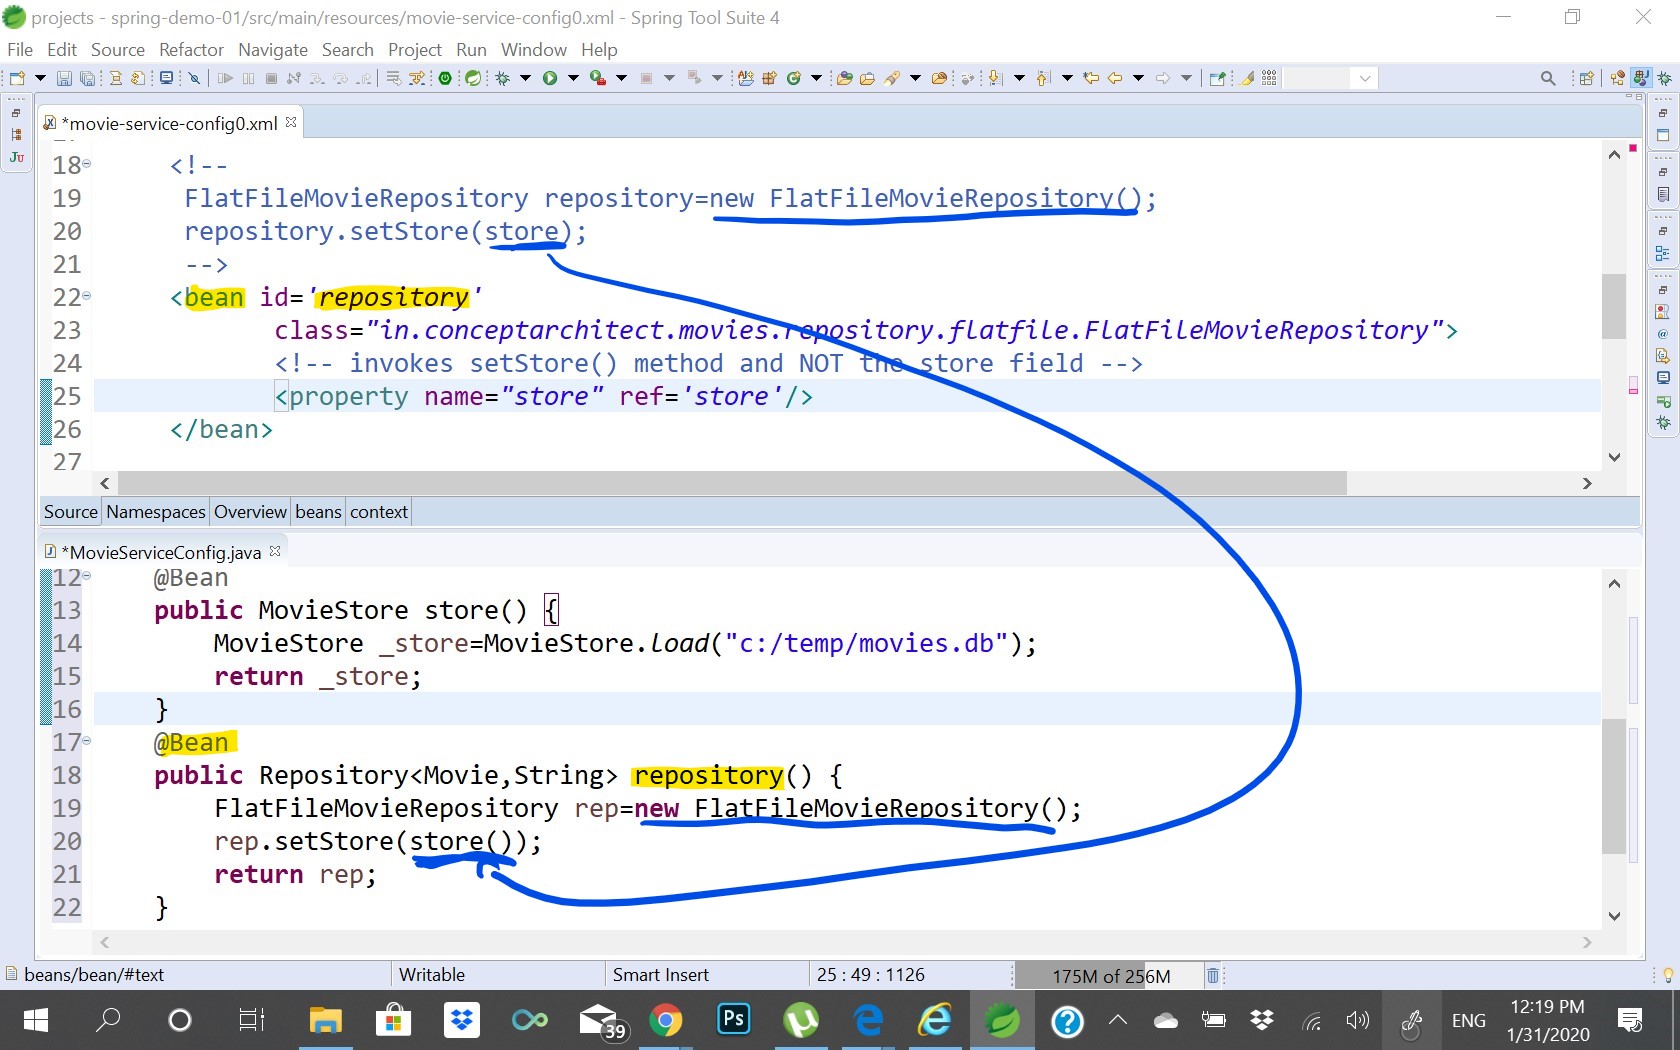 projects - spring-demo-01/src/main/resources/movie-service-config0.xml - Spring Tool Suite 4
File Edit Source Refactor Navigate Search Project Run Window Help
*movie-service-config0.xml
18 <!--
19 FlatFileMovieRepository repository=new FlatFileMovieRepository();
20 repository.setStore(store);
21 -->
22 <bean id='repository'
23 class="in.conceptarchitect.movies.repository.flatfile.FlatFileMovieRepository">
24 <!-- invokes setStore() method and NOT the store field -->
25 <property name="store" ref='store'/>
26 </bean>
27
Source Namespaces Overview beans context
*MovieServiceConfig.java
12 @Bean
13 public MovieStore store() {
14 MovieStore _store=MovieStore.load("c:/temp/movies.db");
15 return _store;
16 }
17 @Bean
18 public Repository<Movie,String> repository() {
19 FlatFileMovieRepository rep=new FlatFileMovieRepository();
20 rep.setStore(store());
21 return rep;
22 }
beans/bean/#text Writable Smart Insert 25 : 49 : 1126 175M of 256M
39 Ps ENG 12:19 PM
1/31/2020